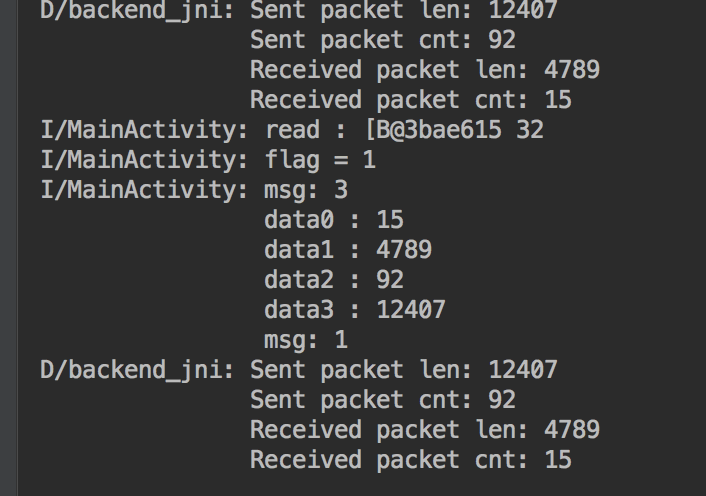 D/backend_jni: Sent packet len: 12407
Sent packet cnt: 92
Received packet len: 4789
Received packet cnt: 15
I/MainActivity: read : [B@3bae615 32
I/MainActivity: flag = 1
I/MainActivity: msg: 3
data0 : 15
data1 : 4789
data2 : 92
data3 : 12407
msg: 1
D/backend_jni: Sent packet len: 12407
Sent packet cnt: 92
Received packet len: 4789
Received packet cnt: 15